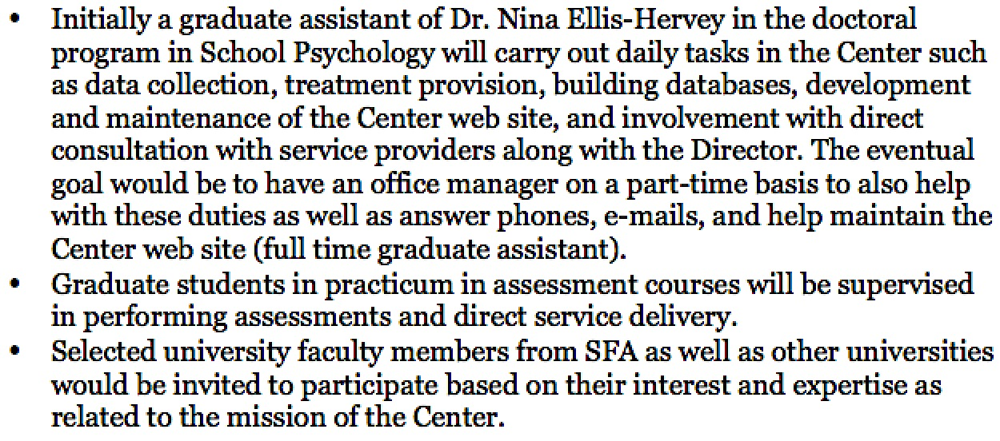 • Initially a graduate assistant of Dr. Nina Ellis-Hervey in the doctoral
program in School Psychology will carry out daily tasks in the Center such
as data collection, treatment provision, building databases, development
and maintenance of the Center web site, and involvement with direct
consultation with service providers along with the Director. The eventual
goal would be to have an office manager on a part-time basis to also help
with these duties as well as answer phones, e-mails, and help maintain the
Center web site (full time graduate assistant).
• Graduate students in practicum in assessment courses will be supervised
in performing assessments and direct service delivery.
• Selected university faculty members from SFA as well as other universities
would be invited to participate based on their interest and expertise as
related to the mission of the Center.